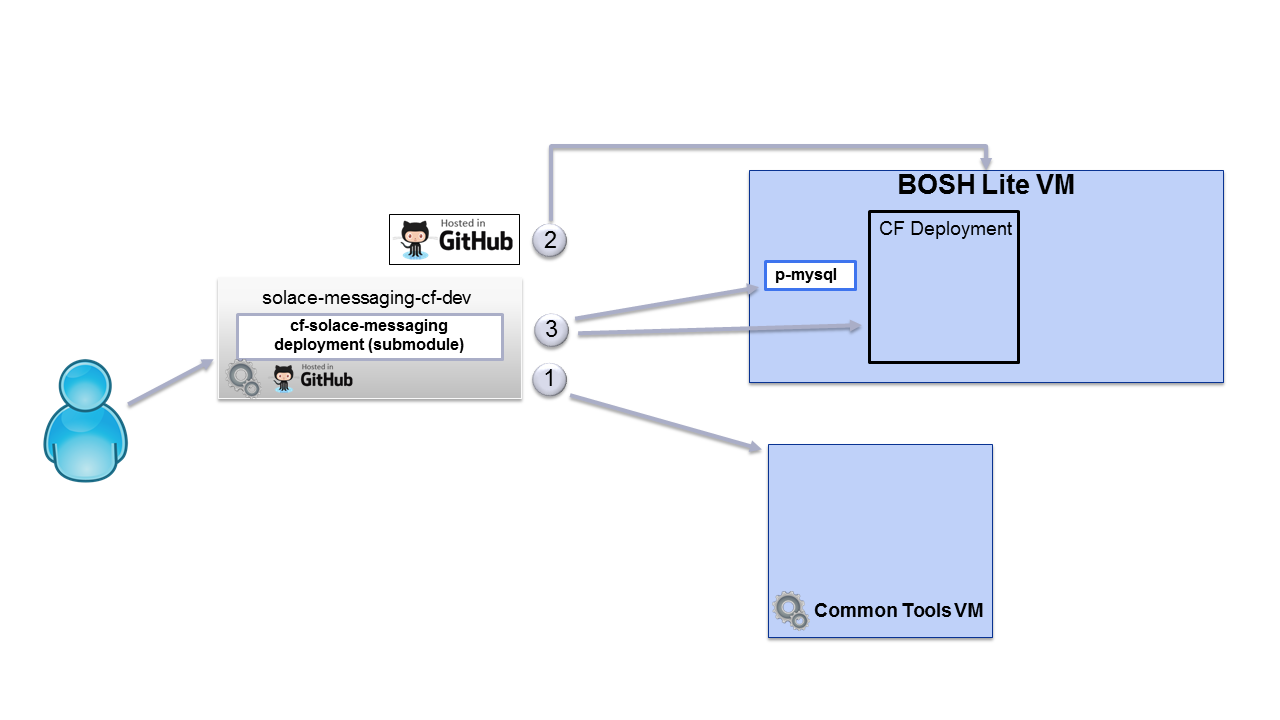 BOSH Lite VM
Hosted in
GitHub
2
CF Deployment
p-mysql
solace-messaging-cf-dev
cf-solace-messaging
deployment (submodule)
3
Hosted in
GitHub
1
Common Tools VM